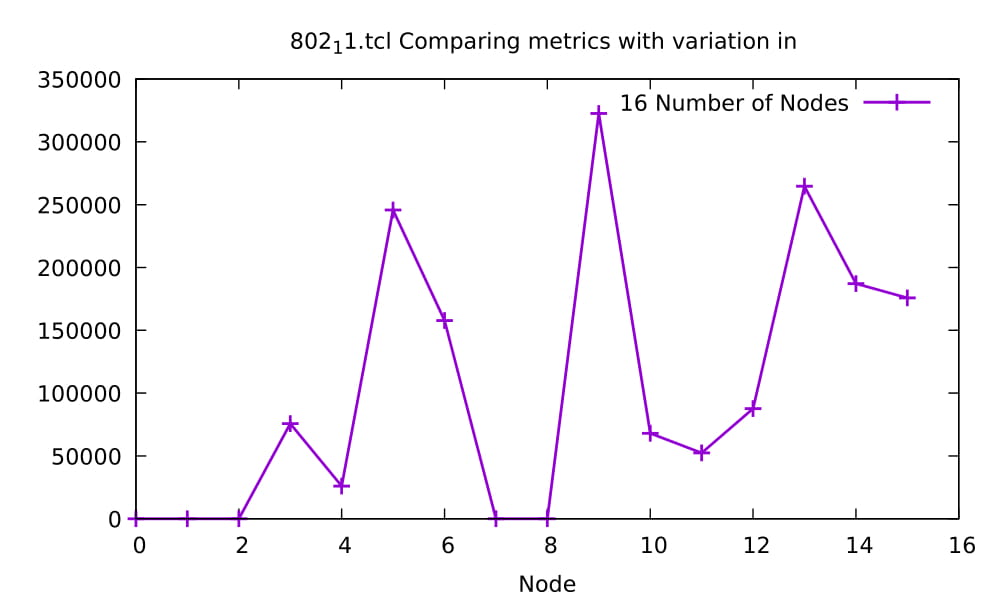 802₁1.tcl Comparing metrics with variation in
350000
300000
250000
200000
150000
100000
50000
0
16 Number of Nodes
0 2 4 6 8 10 12 14 16
Node